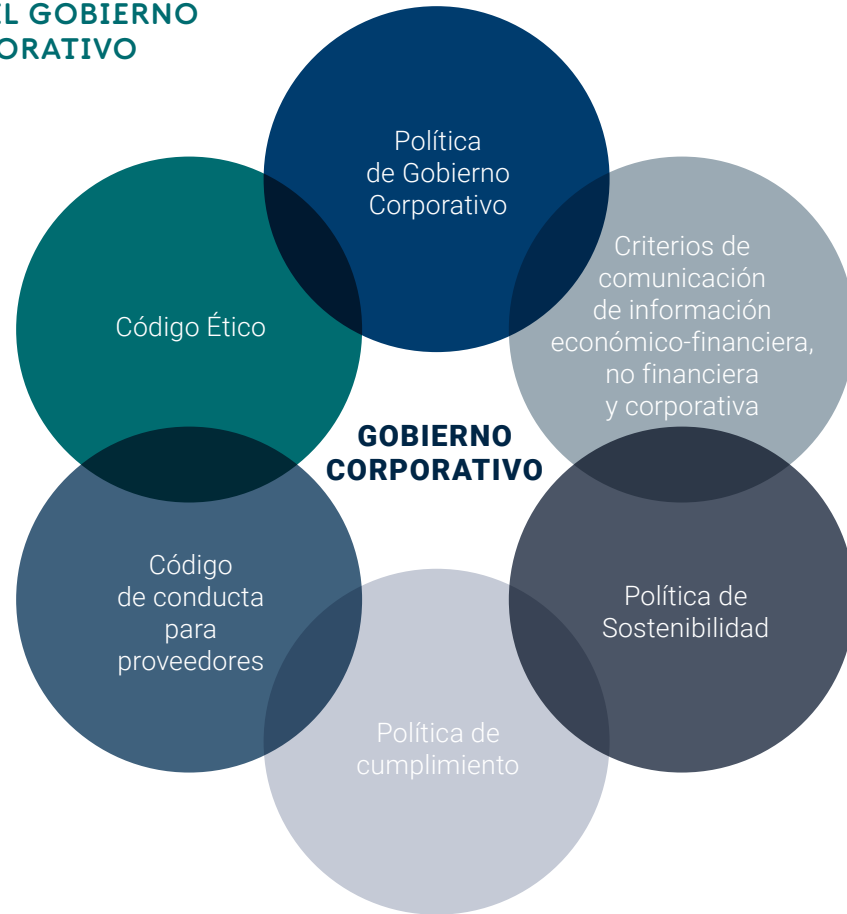 EL GOBIERNO
ORATIVO
Política
de Gobierno
Corporativo
Criterios de
comunicación
de información
económico-financiera,
no financiera
y corporativa
Código Ético
GOBIERNO
CORPORATIVO
Código
de conducta
para
proveedores
Política de
Sostenibilidad
Política de
cumplimiento